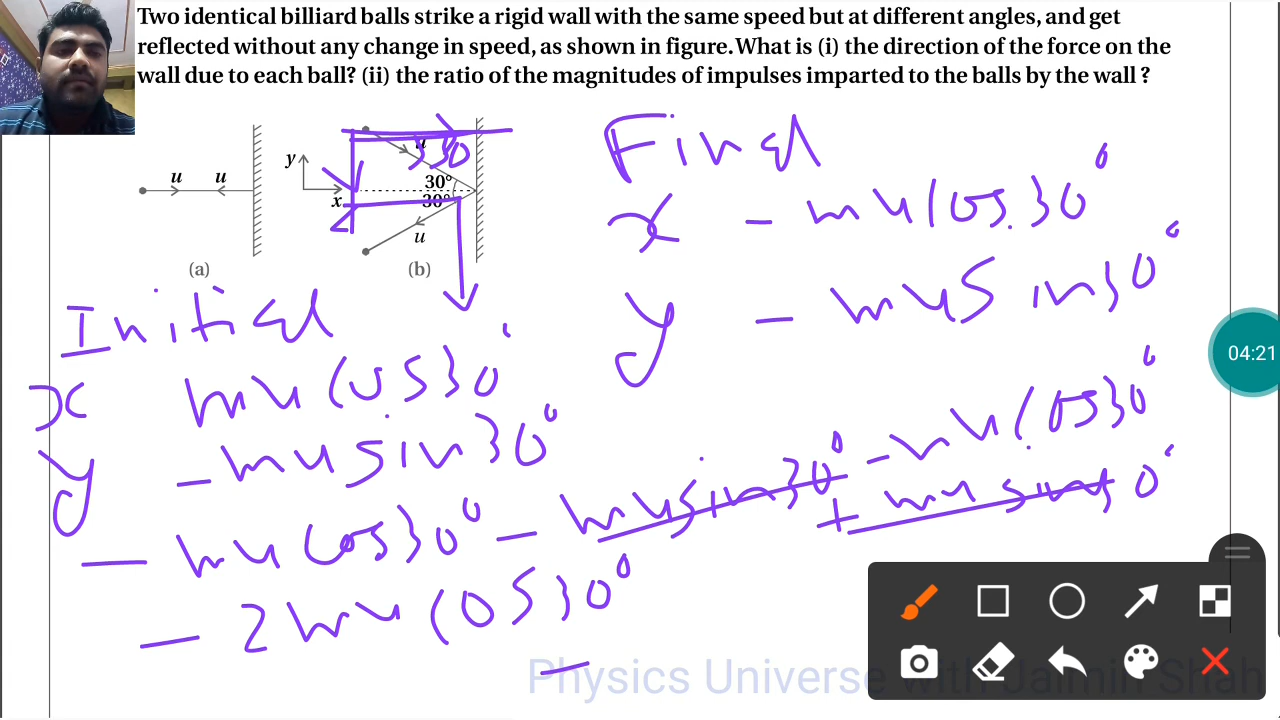 Two identical billiard balls strike a rigid wall with the same speed but at different angles, and get
reflected without any change in speed, as shown in figure.What is (i) the direction of the force on the
wall due to each ball? (ii) the ratio of the magnitudes of impulses imparted to the balls by the wall ?
u u
(a)
y
x
u
330
30°
30°
u
(b)
Final
x - mu cos 30°
y - mu sin 30°
Initial
x mu cos 30°
y - mu sin 30°
- mu cos 30° - mu sin 30° - mu cos 30° + mu sin 30°
- 2mu cos 30°
04:21
Physics Universe with Jaimin Shah